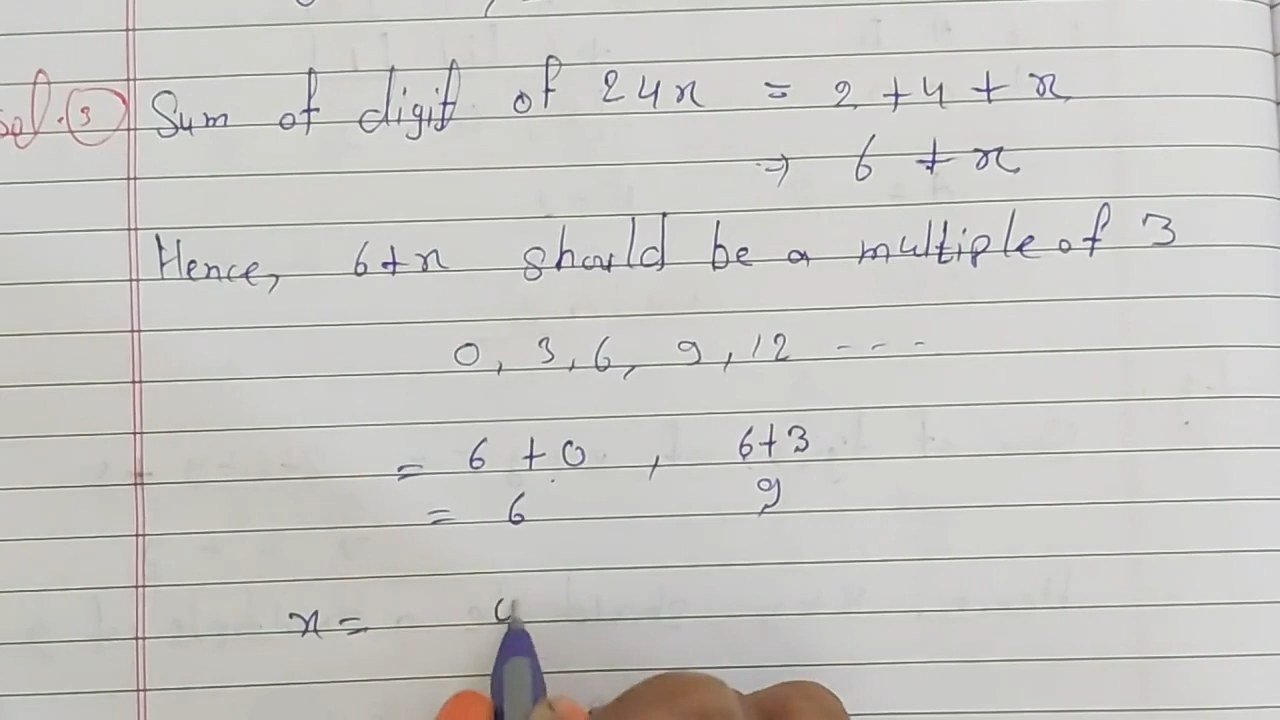 Sol. 3 Sum of digit of 24x = 2 + 4 + x
⇒ 6 + x
Hence, 6+x should be a multiple of 3
0, 3, 6, 9, 12 - - -
= 6 + 0 , 6+3
= 6 9
x =